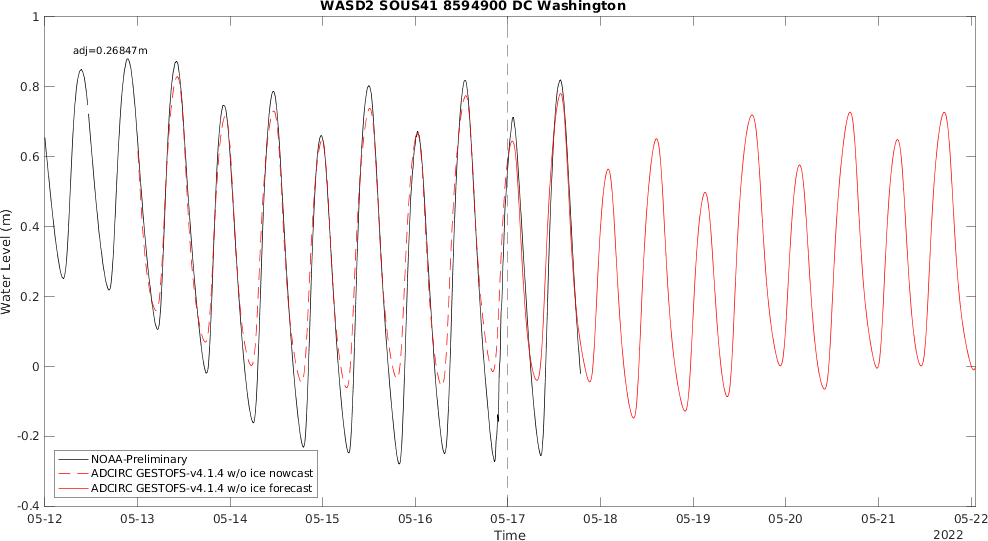 WASD2 SOUS41 8594900 DC Washington
adj=0.26847m
1
0.8
0.6
0.4
0.2
0
-0.2
-0.4
Water Level (m)
NOAA-Preliminary
ADCIRC GESTOFS-v4.1.4 w/o ice nowcast
ADCIRC GESTOFS-v4.1.4 w/o ice forecast
05-12 05-13 05-14 05-15 05-16 05-17 05-18 05-19 05-20 05-21 05-22
Time
2022